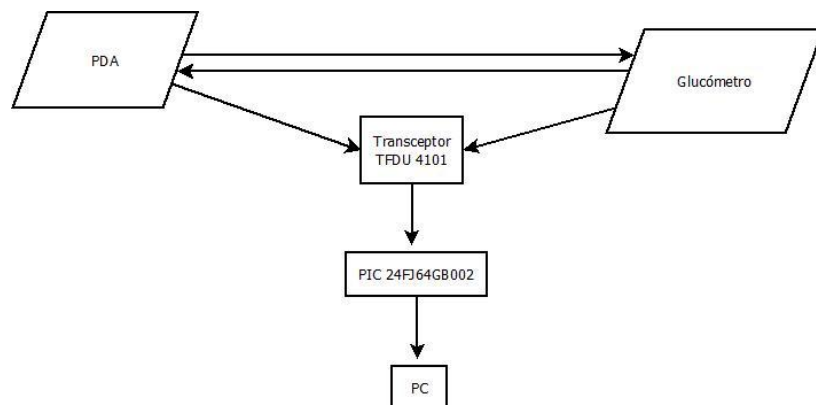 PDA
Glucómetro
Transceptor
TFDU 4101
PIC 24FJ64GB002
PC